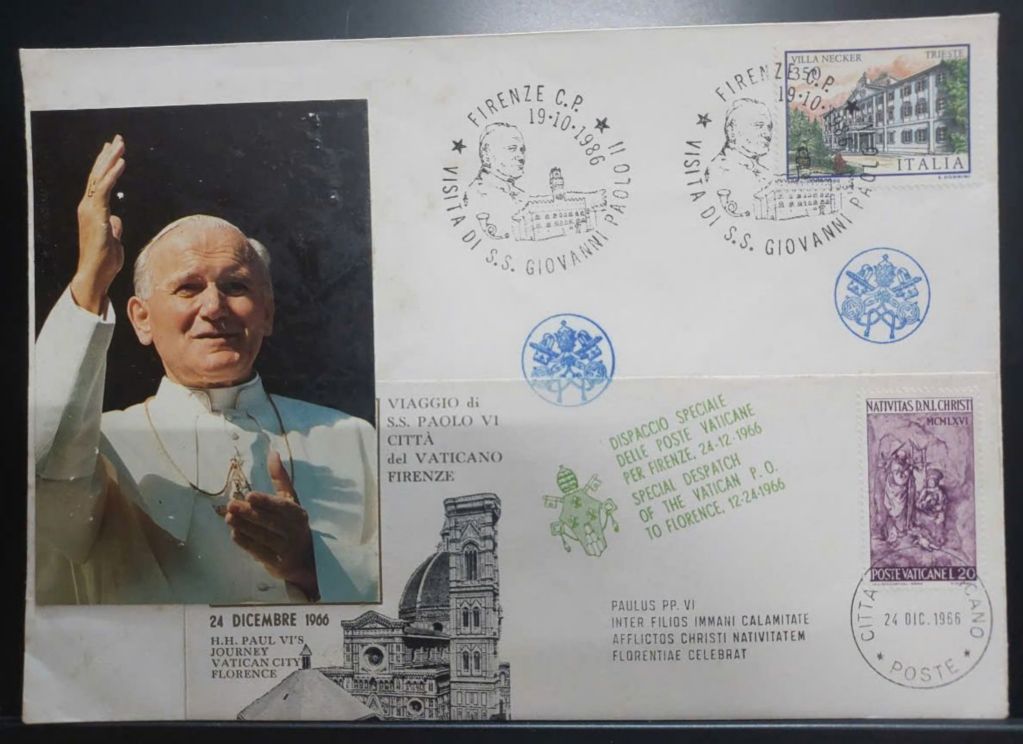 VILLA NECKER TRIESTE
350
ITALIA
FIRENZE C.P.
19·10·1986
VISITA DI S.S. GIOVANNI PAOLO II
FIRENZE C.P.
19·10
VISITA DI S.S. GIOVANNI PAOLO
VIAGGIO di
S.S. PAOLO VI
CITTÀ
del VATICANO
FIRENZE
DISPACCIO SPECIALE
DELLE POSTE VATICANE
PER FIRENZE, 24-12-1966
SPECIAL DESPATCH
OF THE VATICAN P.O.
TO FLORENCE, 12-24-1966
NATIVITAS D.N.I. CHRISTI
MCMLXVI
POSTE VATICANE L. 20
24 DICEMBRE 1966
H.H. PAUL VI'S
JOURNEY
VATICAN CITY
FLORENCE
PAULUS PP. VI
INTER FILIOS IMMANI CALAMITATE
AFFLICTOS CHRISTI NATIVITATEM
FLORENTIAE CELEBRAT
24 DIC. 1966
POSTE